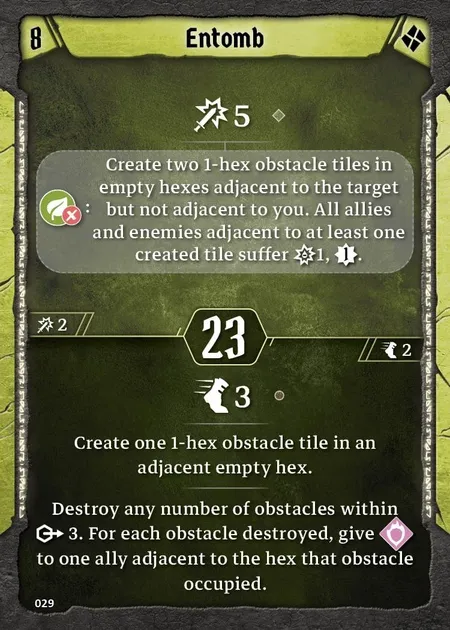 8
Entomb
5
Create two 1-hex obstacle tiles in
empty hexes adjacent to the target
: but not adjacent to you. All allies
and enemies adjacent to at least one
created tile suffer 1, .
2
23
2
3
Create one 1-hex obstacle tile in an
adjacent empty hex.
Destroy any number of obstacles within
3. For each obstacle destroyed, give
to one ally adjacent to the hex that obstacle
occupied.
029